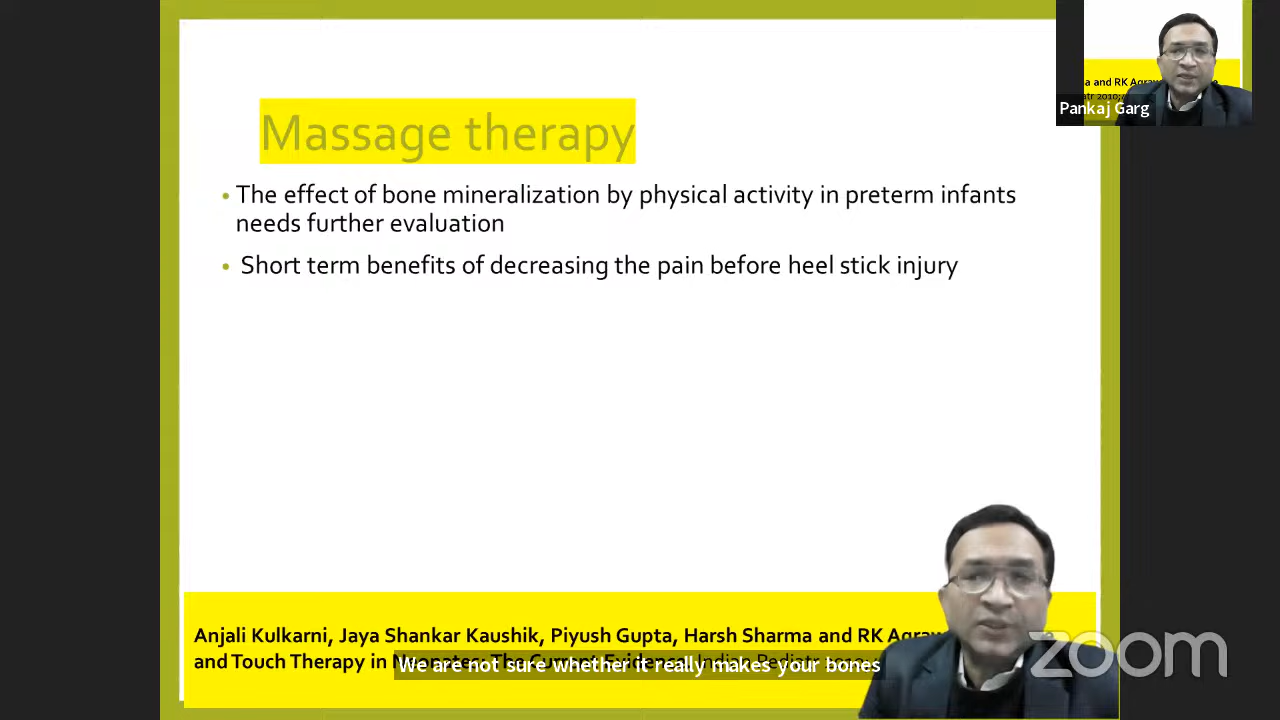 Massage therapy
• The effect of bone mineralization by physical activity in preterm infants
needs further evaluation
• Short term benefits of decreasing the pain before heel stick injury
Anjali Kulkarni, Jaya Shankar Kaushik, Piyush Gupta, Harsh Sharma and RK
and Touch Therapy in
We are not sure whether it really makes your bones
and RK
Pankaj Garg
zoom